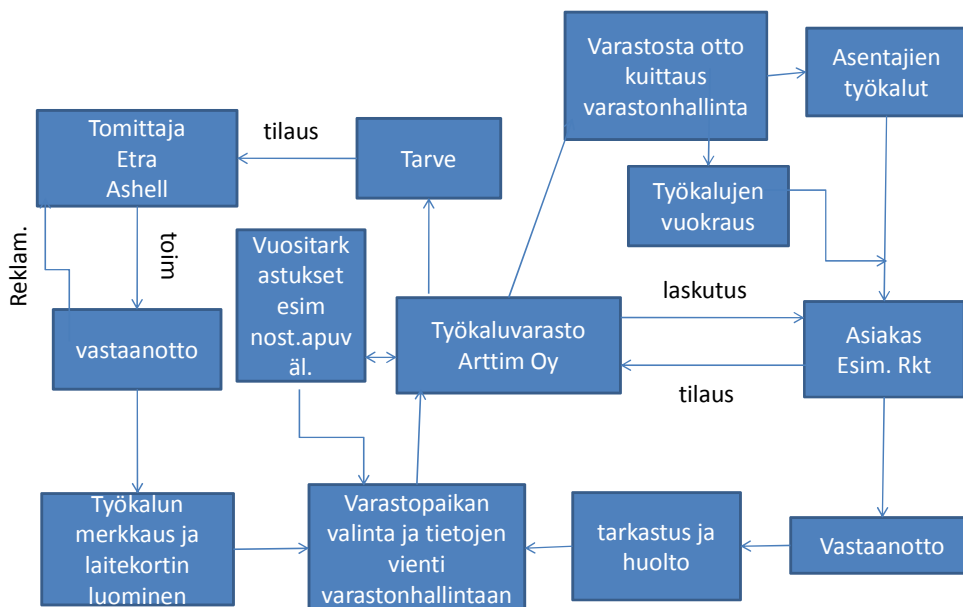 Varastosta otto
kuittaus
varastonhallinta
Asentajien
työkalut
Tomittaja
Etra
Ashell
tilaus
Tarve
Työkalujen
vuokraus
Reklam.
toim
Vuositark
astukset
esim
nost.apuv
äl.
laskutus
vastaanotto
Työkaluvarasto
Arttim Oy
Asiakas
Esim. Rkt
tilaus
Työkalun
merkkaus ja
laitekortin
luominen
Varastopaikan
valinta ja tietojen
vienti
varastonhallintaan
tarkastus ja
huolto
Vastaanotto